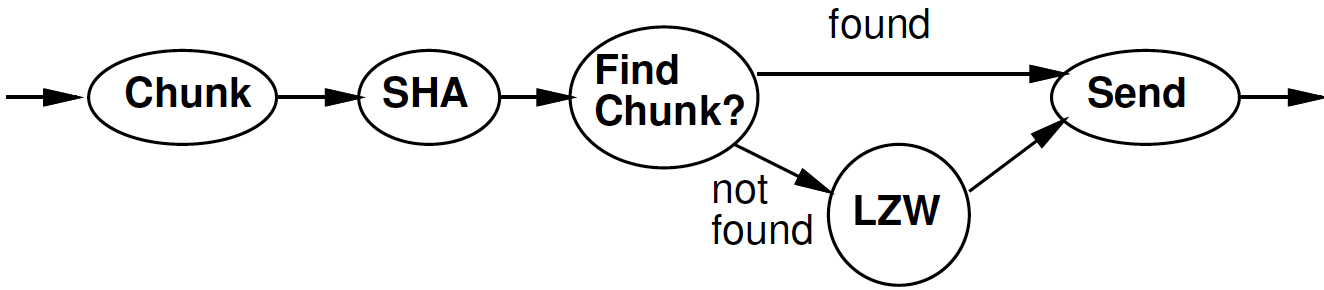 found
Chunk
SHA
Find
Chunk?
Send
not
found
LZW